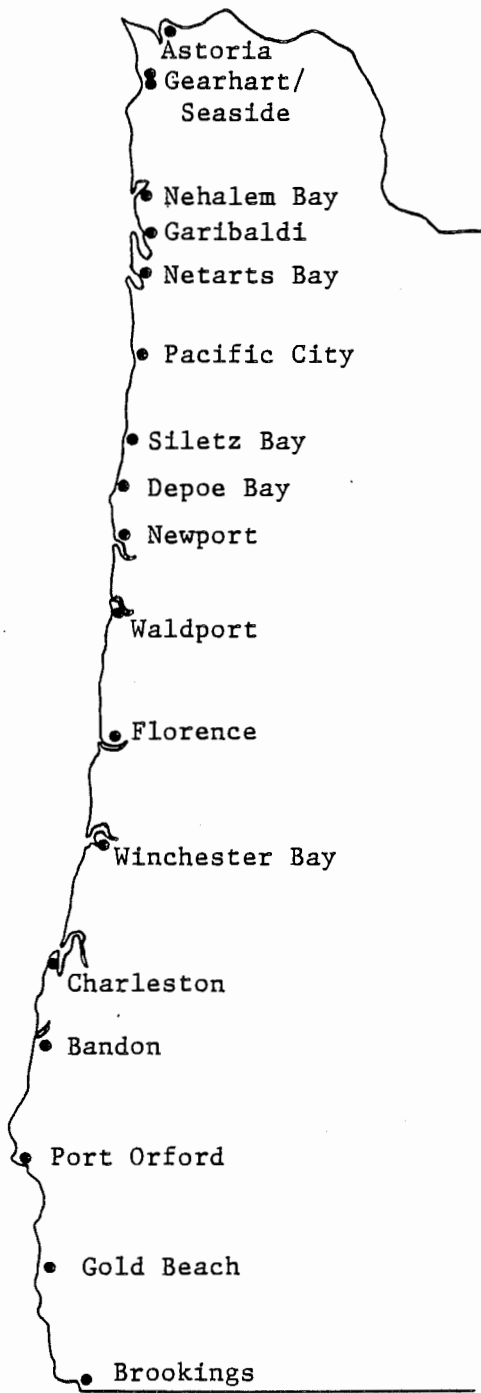 Astoria
Gearhart/
Seaside
Nehalem Bay
Garibaldi
Netarts Bay
Pacific City
Siletz Bay
Depoe Bay
Newport
Waldport
Florence
Winchester Bay
Charleston
Bandon
Port Orford
Gold Beach
Brookings